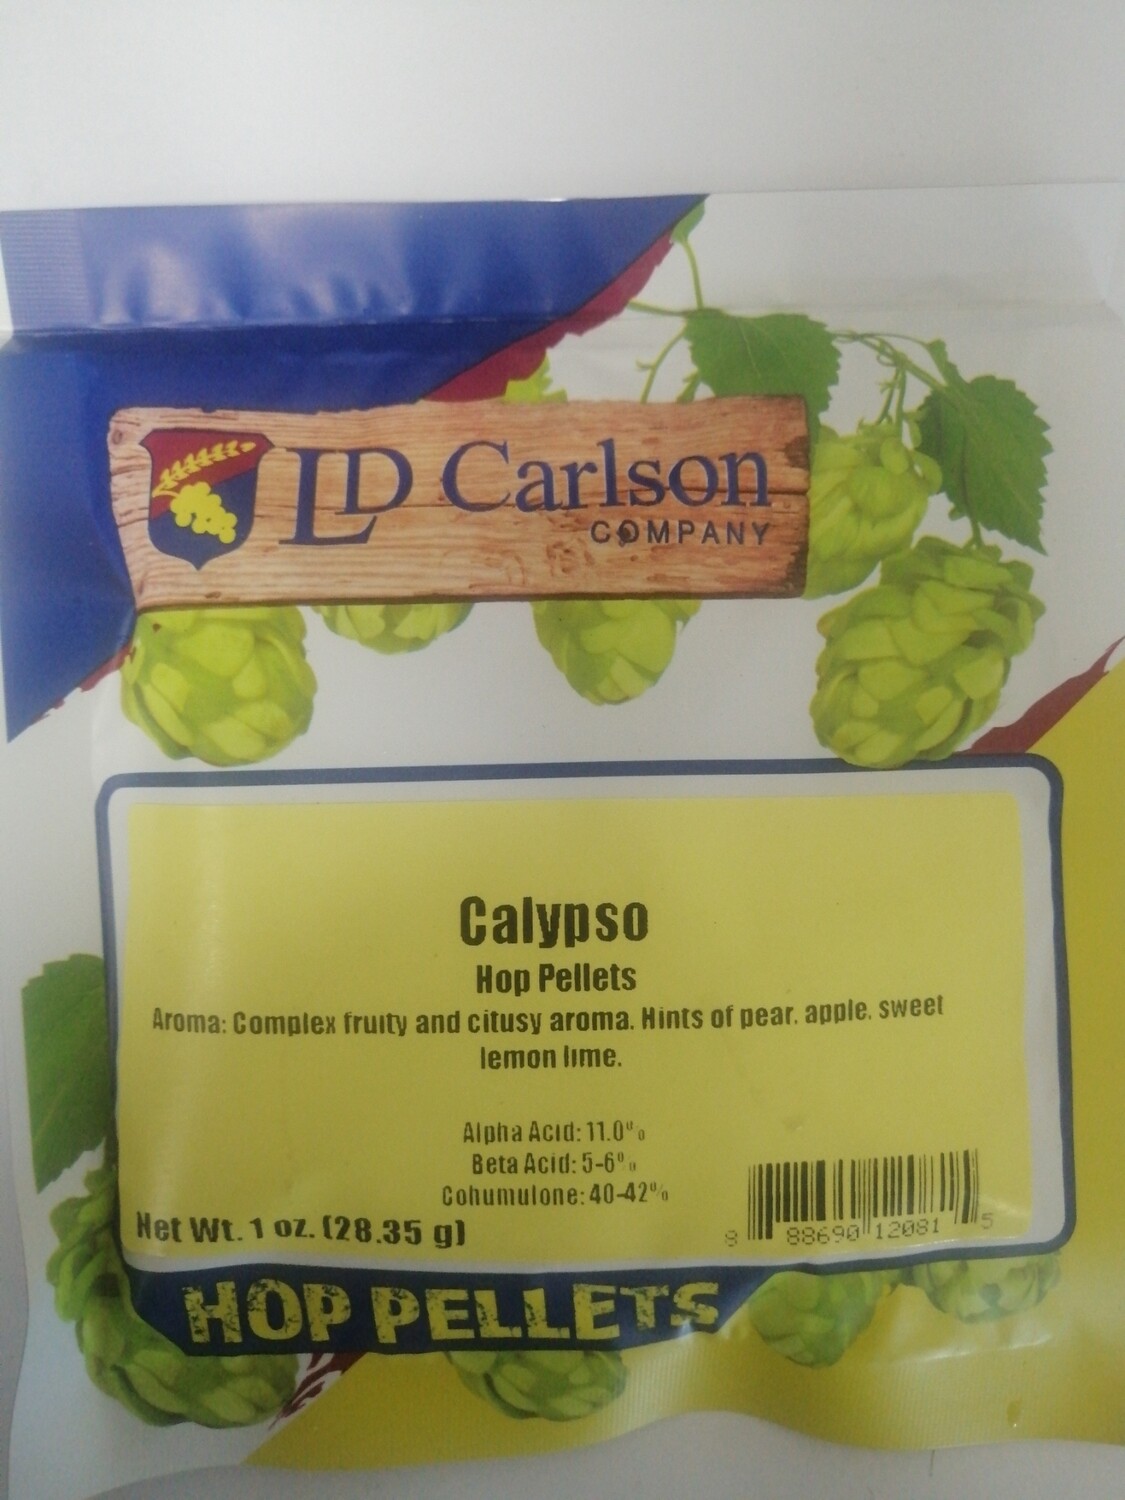 LD Carlson
COMPANY
Calypso
Hop Pellets
Aroma: Complex fruity and citusy aroma. Hints of pear, apple, sweet
lemon lime.
Alpha Acid: 11.0%
Beta Acid: 5-6%
Cohumulone: 40-42%
Net Wt. 1 oz. (28.35 g)
8 88690 12081 5
HOP PELLETS